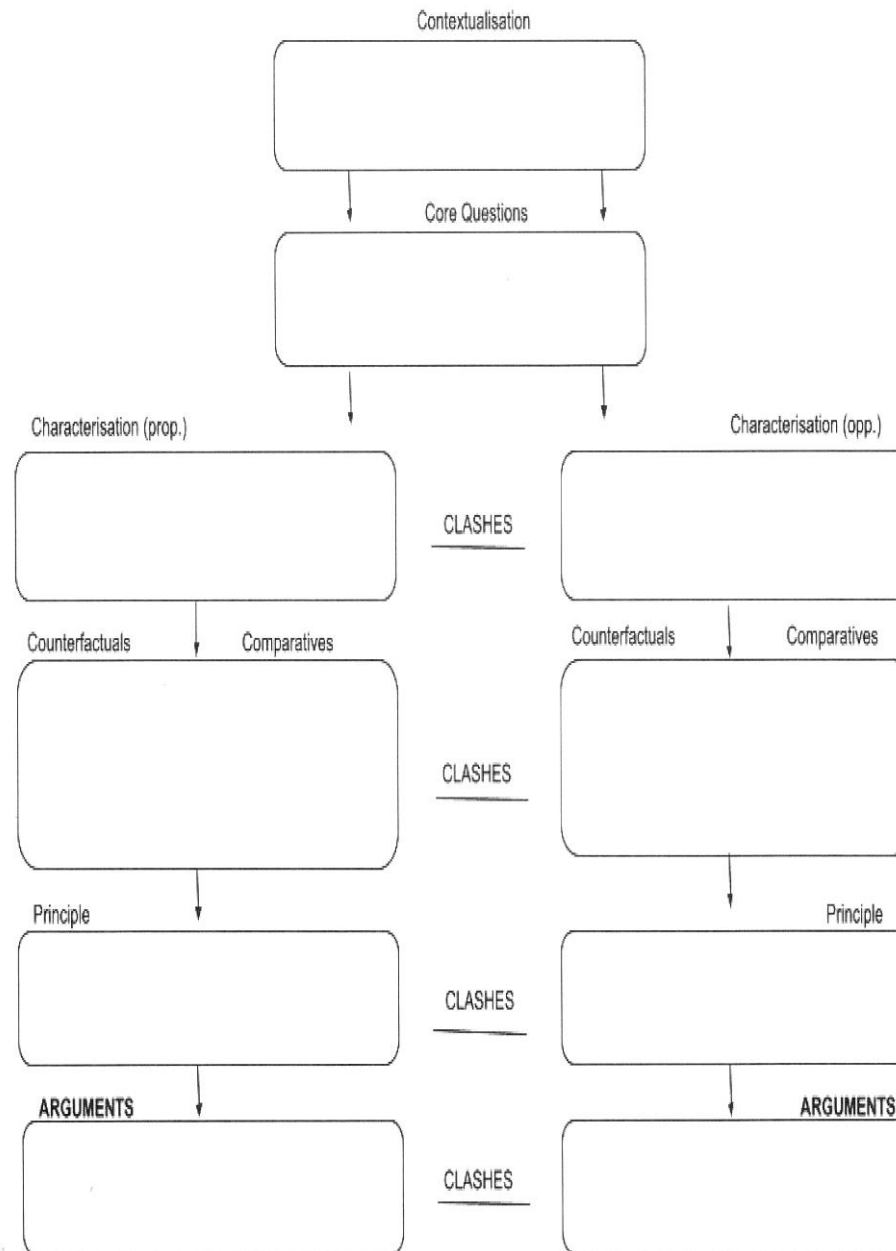 Contextualisation
Core Questions
Characterisation (prop.)
Characterisation (opp.)
CLASHES
Counterfactuals Comparatives
Counterfactuals Comparatives
CLASHES
Principle
Principle
CLASHES
ARGUMENTS
ARGUMENTS
CLASHES